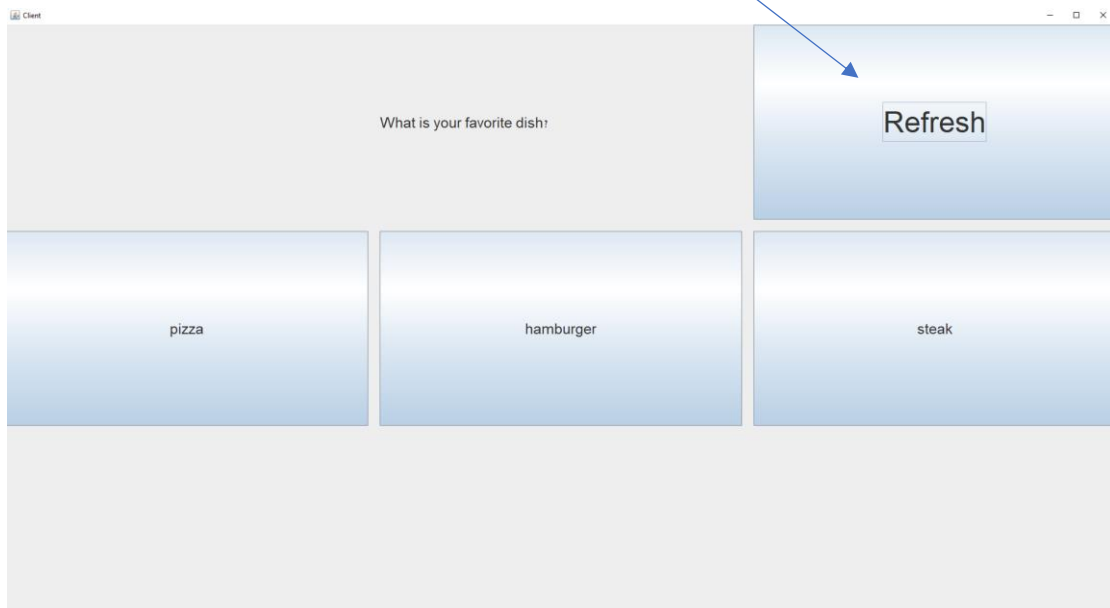 Client
What is your favorite dish?
Refresh
pizza
hamburger
steak